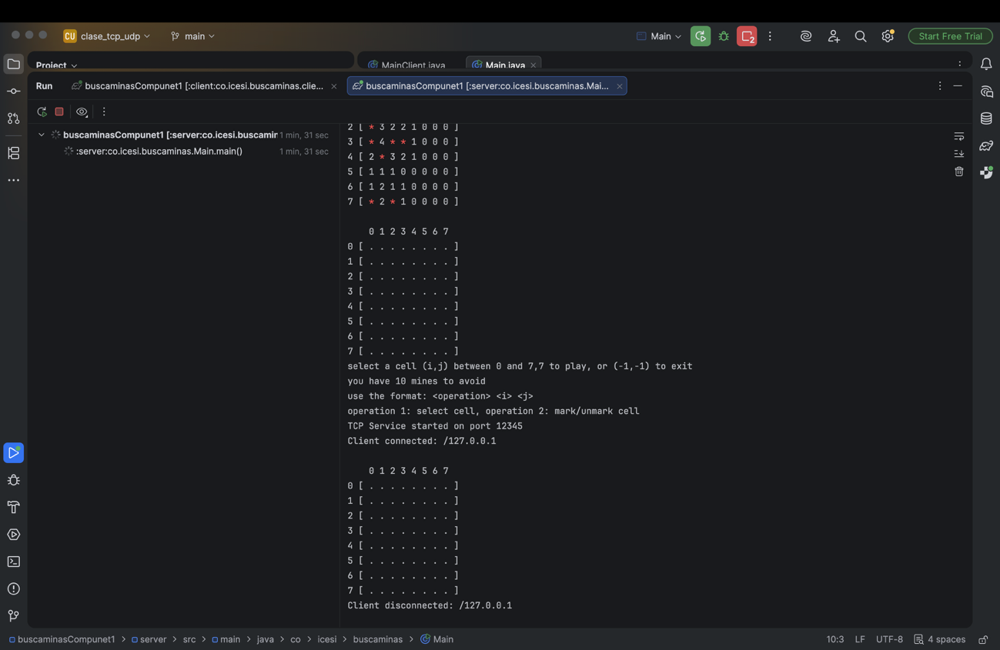 CU clase_tcp_udp main Main 2 Start Free Trial
Project MainClient.java Main.java
Run buscaminasCompunet1 [:client:co.icesi.buscaminas.clie... buscaminasCompunet1 [:server:co.icesi.buscaminas.Mai...
buscaminasCompunet1 [:server:co.icesi.buscamin 1 min, 31 sec
:server:co.icesi.buscaminas.Main.main() 1 min, 31 sec
2 [ * 3 2 2 1 0 0 0 ]
3 [ * 4 * * 1 0 0 0 ]
4 [ 2 * 3 2 1 0 0 0 ]
5 [ 1 1 1 0 0 0 0 0 ]
6 [ 1 2 1 1 0 0 0 0 ]
7 [ * 2 * 1 0 0 0 0 ]
0 1 2 3 4 5 6 7
0 [ . . . . . . . . ]
1 [ . . . . . . . . ]
2 [ . . . . . . . . ]
3 [ . . . . . . . . ]
4 [ . . . . . . . . ]
5 [ . . . . . . . . ]
6 [ . . . . . . . . ]
7 [ . . . . . . . . ]
select a cell (i,j) between 0 and 7,7 to play, or (-1,-1) to exit
you have 10 mines to avoid
use the format: <operation> <i> <j>
operation 1: select cell, operation 2: mark/unmark cell
TCP Service started on port 12345
Client connected: /127.0.0.1
0 1 2 3 4 5 6 7
0 [ . . . . . . . . ]
1 [ . . . . . . . . ]
2 [ . . . . . . . . ]
3 [ . . . . . . . . ]
4 [ . . . . . . . . ]
5 [ . . . . . . . . ]
6 [ . . . . . . . . ]
7 [ . . . . . . . . ]
Client disconnected: /127.0.0.1
buscaminasCompunet1 > server > src > main > java > co > icesi > buscaminas > Main 10:3 LF UTF-8 4 spaces